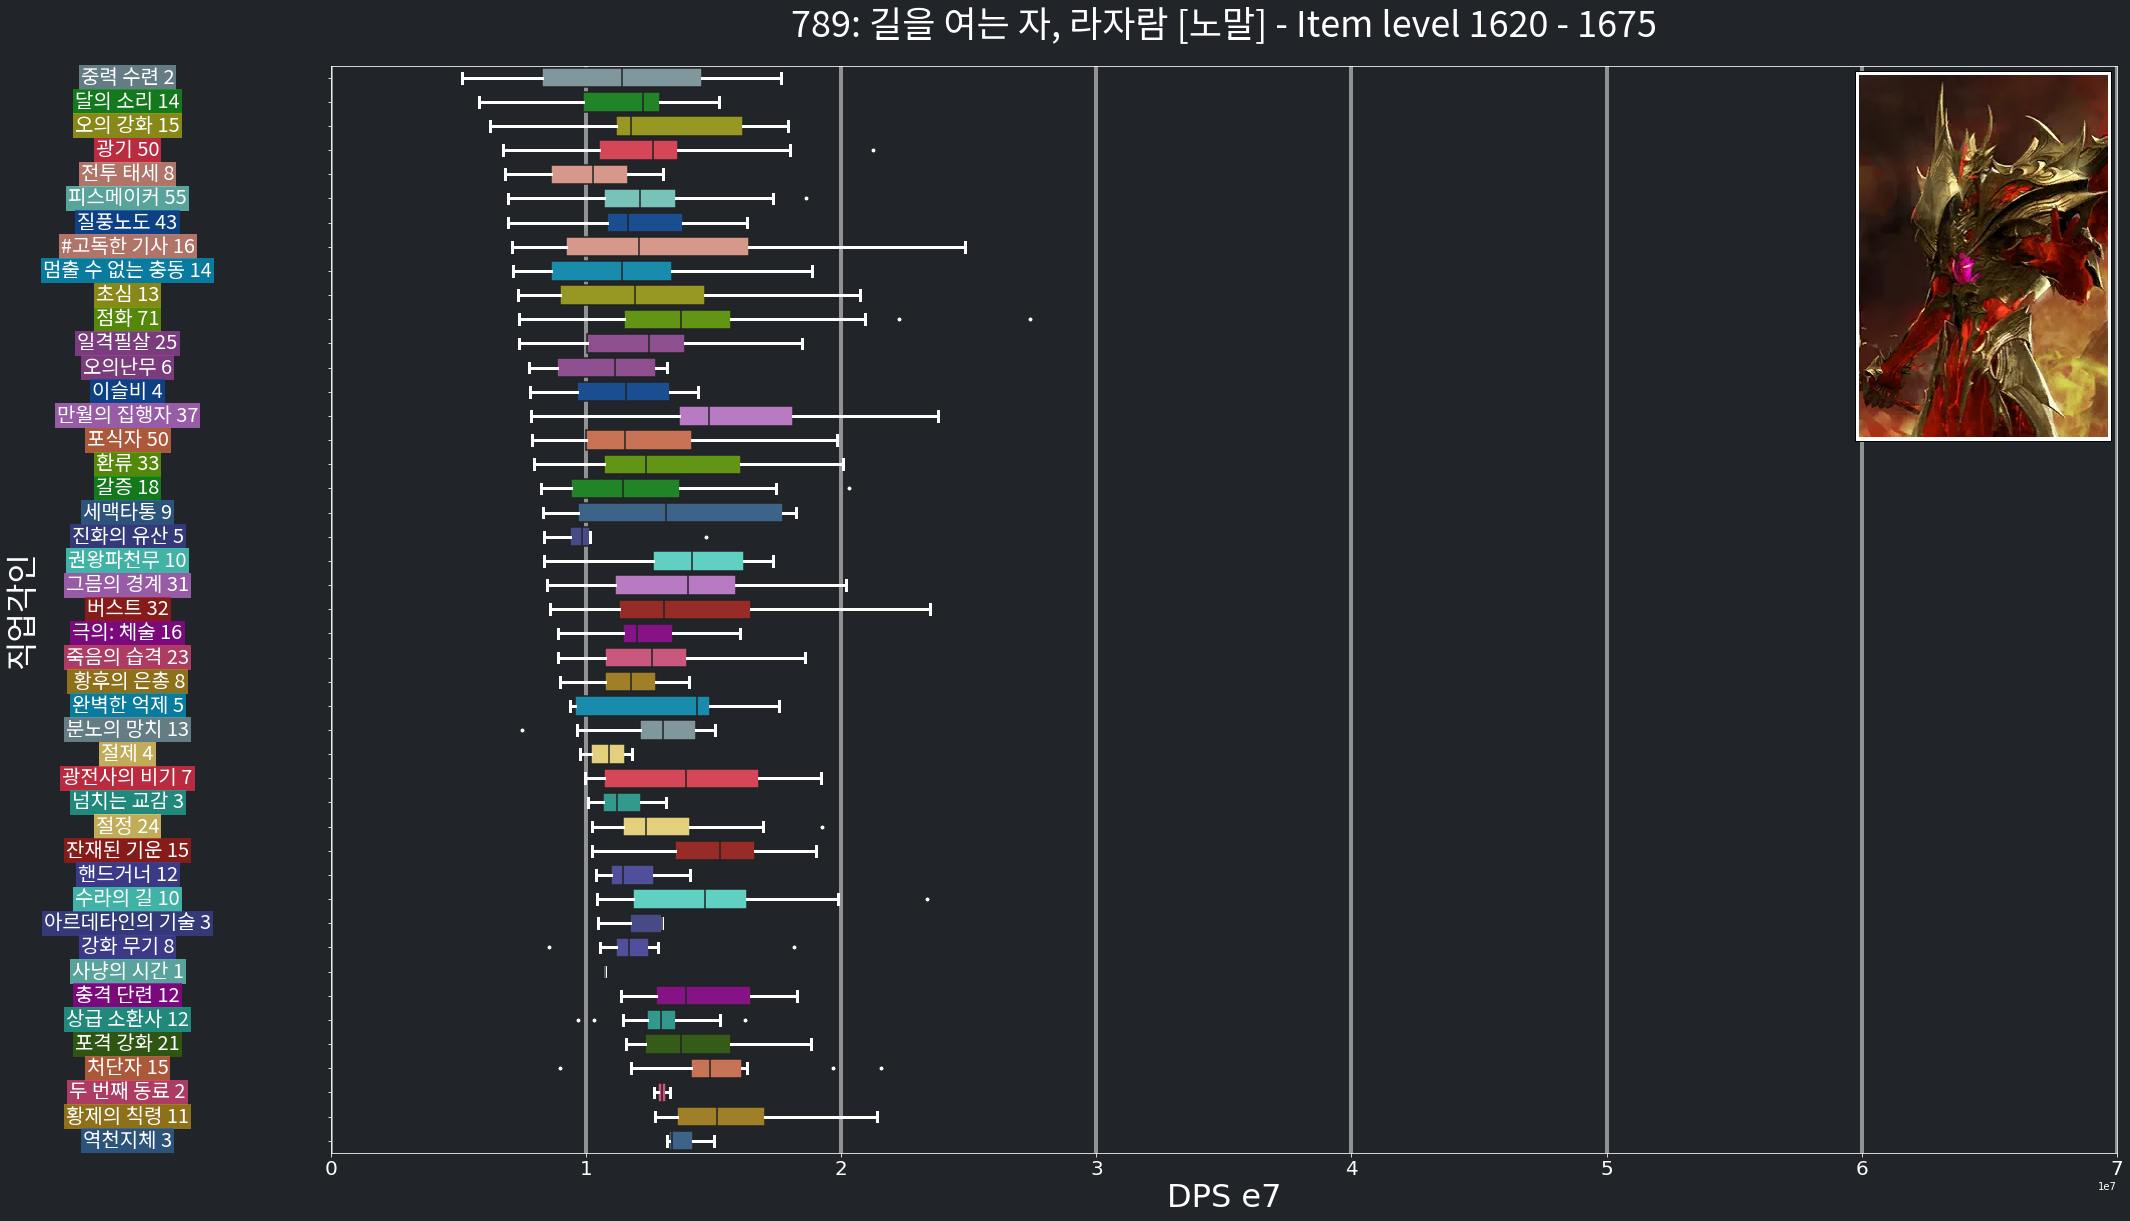 789: 길을 여는 자, 라자람 [노말] - Item level 1620 - 1675
직업각인
중력 수련 2
달의 소리 14
오의 강화 15
광기 50
전투 태세 8
피스메이커 55
질풍노도 43
#고독한 기사 16
멈출 수 없는 충동 14
초심 13
점화 71
일격필살 25
오의난무 6
이슬비 4
만월의 집행자 37
포식자 50
환류 33
갈증 18
세맥타통 9
진화의 유산 5
권왕파천무 10
그믐의 경계 31
버스트 32
극의: 체술 16
죽음의 습격 23
황후의 은총 8
완벽한 억제 5
분노의 망치 13
절제 4
광전사의 비기 7
넘치는 교감 3
절정 24
잔재된 기운 15
핸드거너 12
수라의 길 10
아르데타인의 기술 3
강화 무기 8
사냥의 시간 1
충격 단련 12
상급 소환사 12
포격 강화 21
처단자 15
두 번째 동료 2
황제의 칙령 11
역천지체 3
0 1 2 3 4 5 6 7
1e7
DPS e7